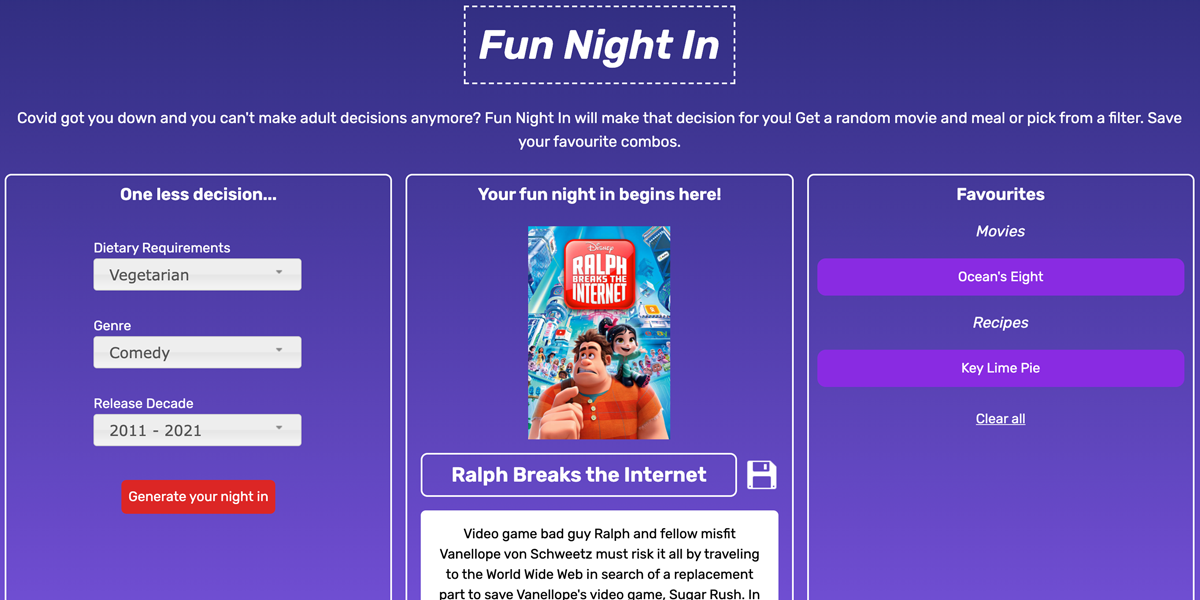 Fun Night In
Covid got you down and you can't make adult decisions anymore? Fun Night In will make that decision for you! Get a random movie and meal or pick from a filter. Save
your favourite combos.
One less decision...
Dietary Requirements
Vegetarian
Genre
Comedy
Release Decade
2011 - 2021
Generate your night in
Your fun night in begins here!
Disney
RALPH
BREAKS THE
INTERNET
Ralph Breaks the Internet
Video game bad guy Ralph and fellow misfit
Vanellope von Schweetz must risk it all by traveling
to the World Wide Web in search of a replacement
part to save Vanellope's video game, Sugar Rush. In
Favourites
Movies
Ocean's Eight
Recipes
Key Lime Pie
Clear all